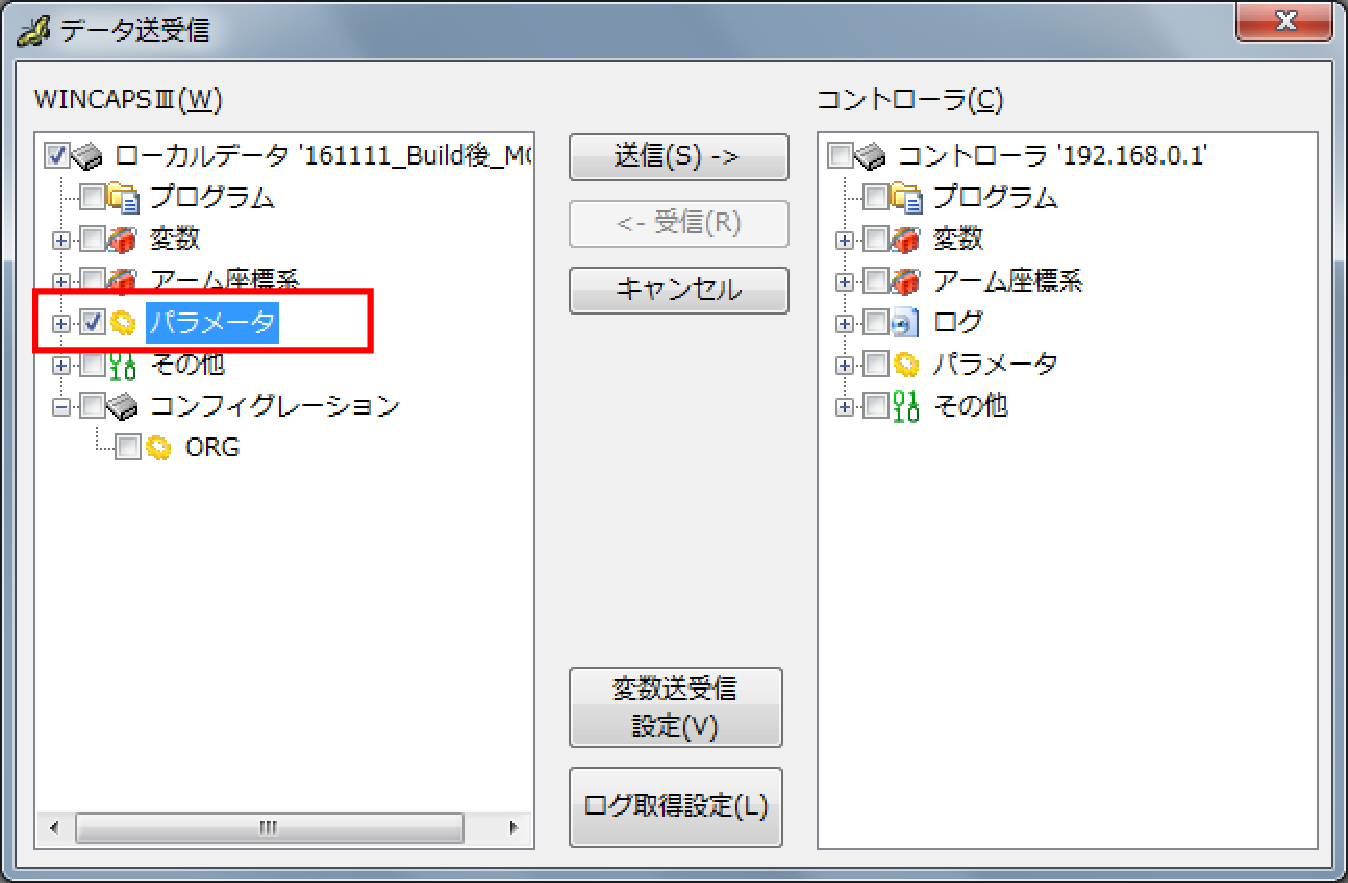 データ送受信
WINCAPSⅢ(W)
ローカルデータ '161111_Build後_M
プログラム
変数
アーム座標系
パラメータ
その他
コンフィグレーション
ORG
送信(S) ->
<- 受信(R)
キャンセル
変数送受信
設定(V)
ログ取得設定(L)
コントローラ(C)
コントローラ '192.168.0.1'
プログラム
変数
アーム座標系
ログ
パラメータ
その他